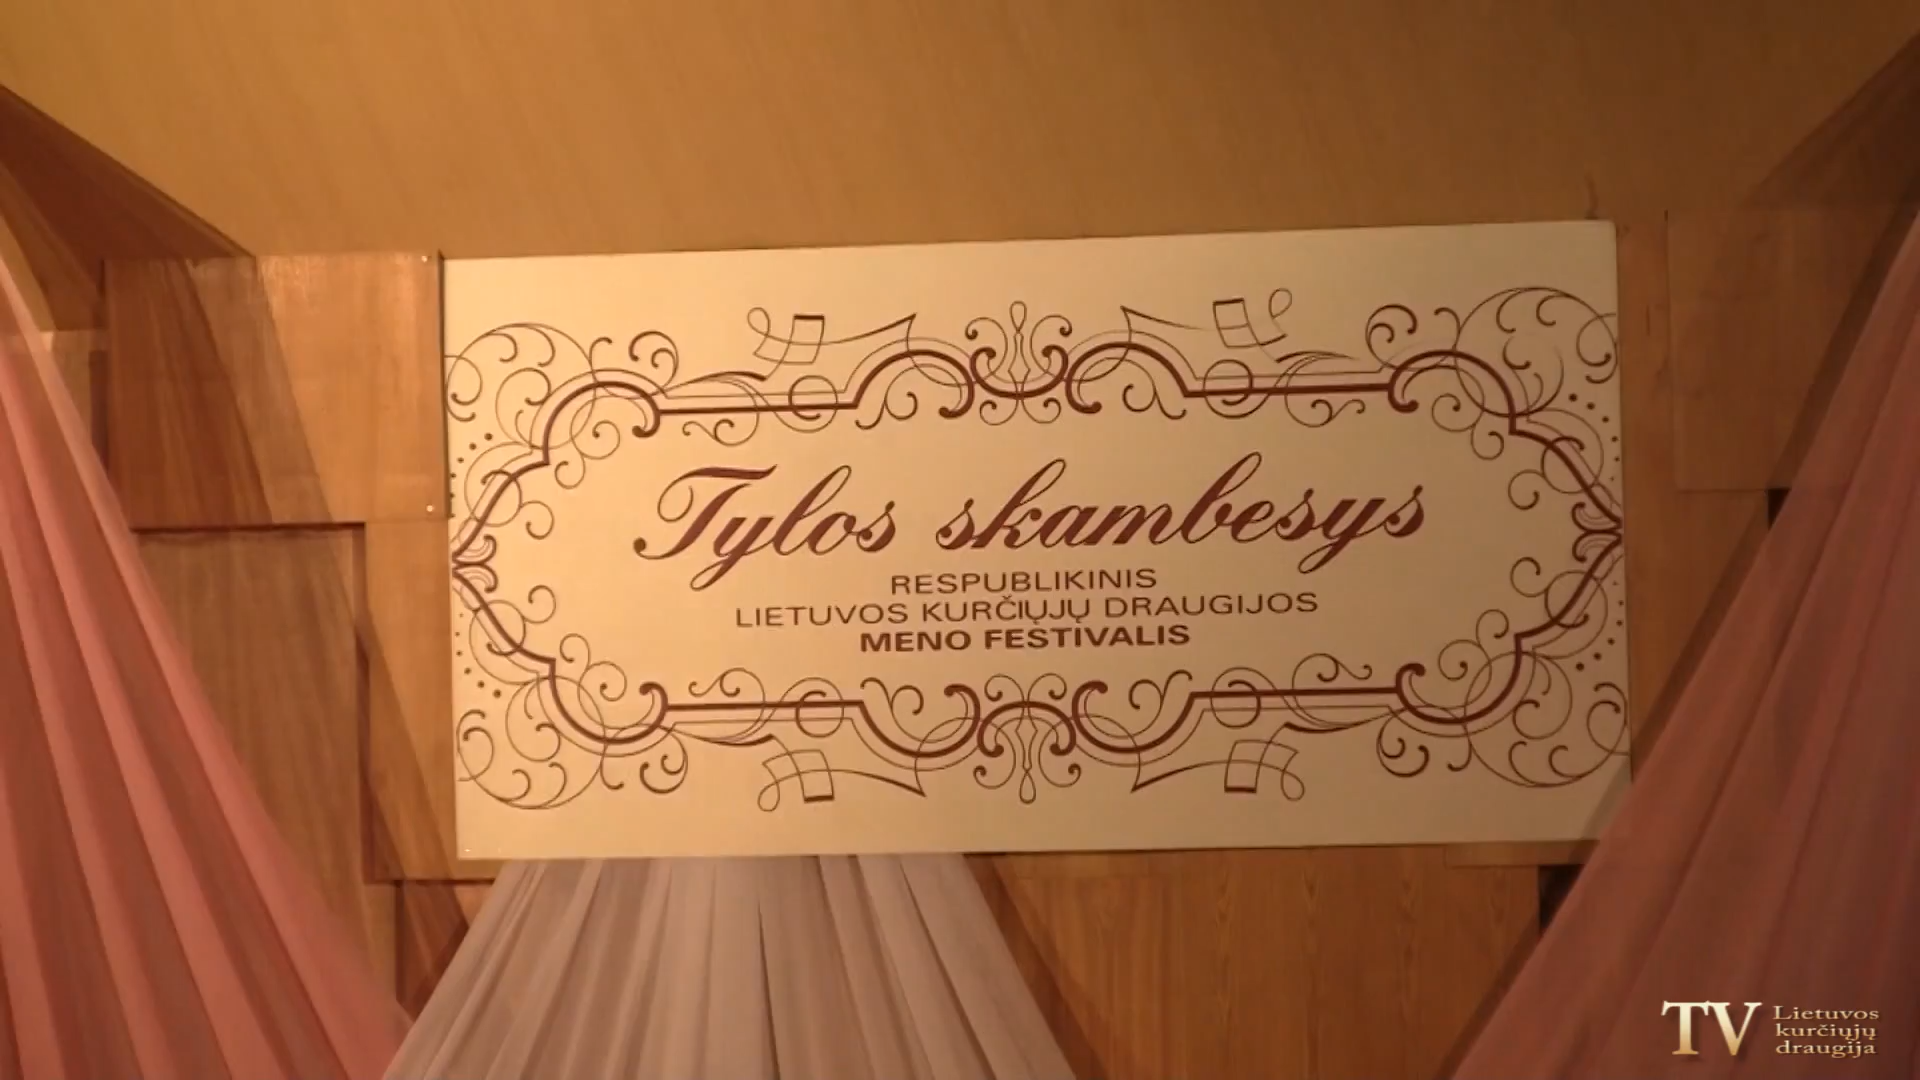 Tylos skambesys
RESPUBLIKINIS
LIETUVOS KURČIŲJŲ DRAUGIJOS
MENO FESTIVALIS
TV
Lietuvos
kurčiųjų
draugija